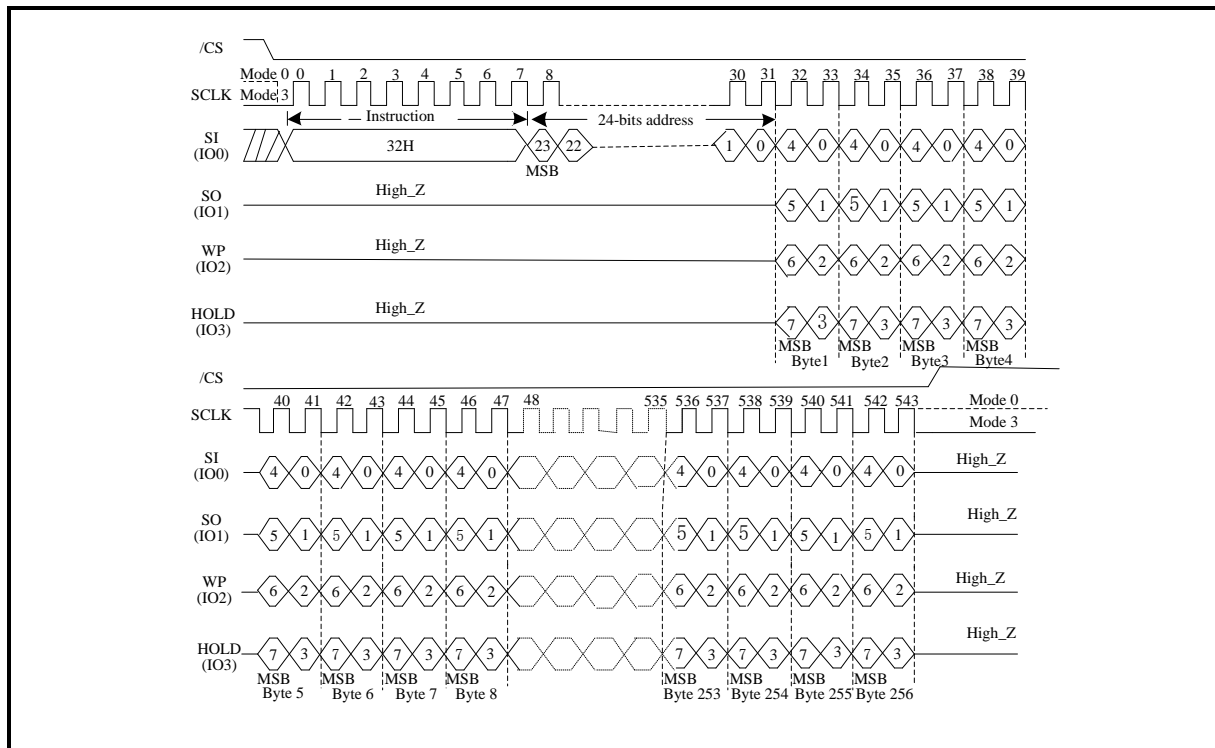 /CS
Mode 0 0 1 2 3 4 5 6 7 8 30 31 32 33 34 35 36 37 38 39
SCLK Mode 3
Instruction 24-bits address
SI (IO0) 32H 23 22 1 0 4 0 4 0 4 0 4 0
MSB
SO (IO1) High_Z 5 1 5 1 5 1 5 1
WP (IO2) High_Z 6 2 6 2 6 2 6 2
HOLD (IO3) High_Z 7 3 7 3 7 3 7 3
MSB MSB MSB MSB
Byte1 Byte2 Byte3 Byte4
/CS
SCLK 40 41 42 43 44 45 46 47 48 535 536 537 538 539 540 541 542 543 Mode 0
Mode 3
SI (IO0) 4 0 4 0 4 0 4 0 4 0 4 0 4 0 4 0 High_Z
SO (IO1) 5 1 5 1 5 1 5 1 5 1 5 1 5 1 5 1 High_Z
WP (IO2) 6 2 6 2 6 2 6 2 6 2 6 2 6 2 6 2 High_Z
HOLD (IO3) 7 3 7 3 7 3 7 3 7 3 7 3 7 3 7 3 High_Z
MSB MSB MSB MSB MSB MSB MSB MSB
Byte 5 Byte 6 Byte 7 Byte 8 Byte 253 Byte 254 Byte 255 Byte 256